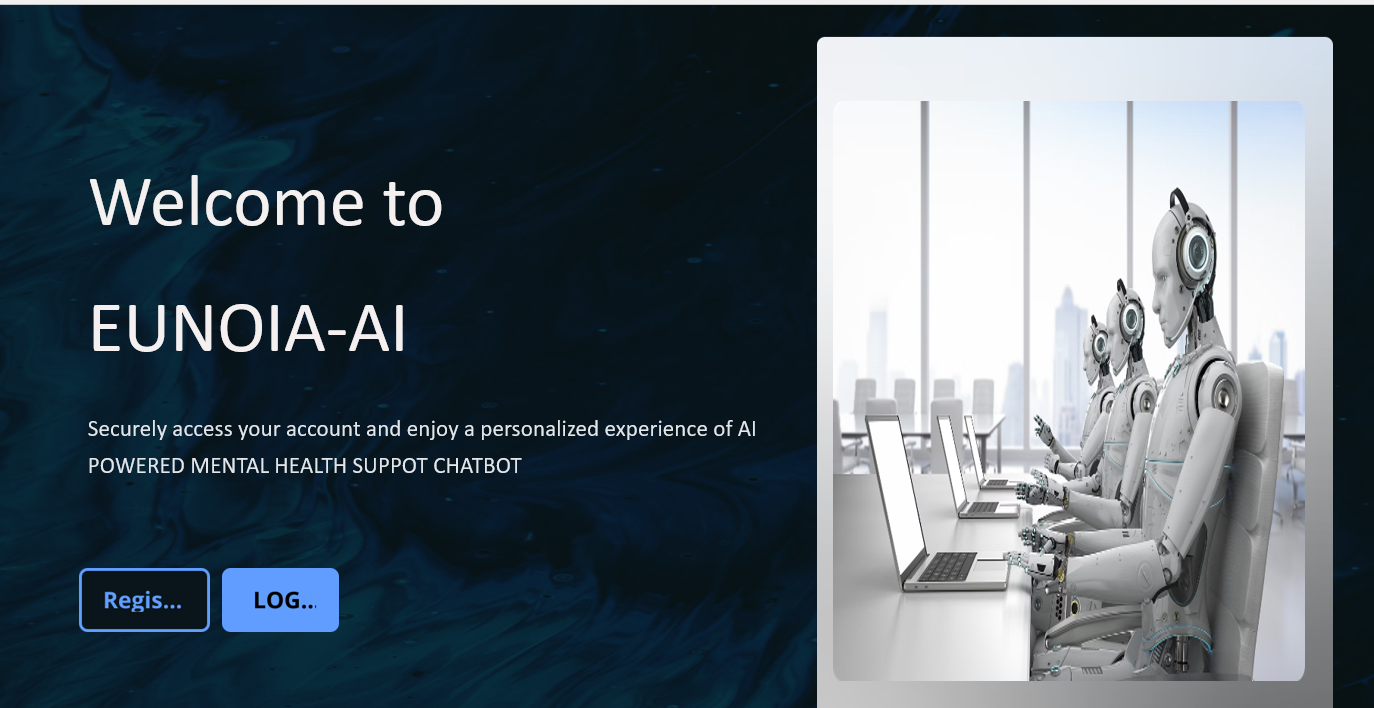 Welcome to
EUNOIA-AI
Securely access your account and enjoy a personalized experience of AI
POWERED MENTAL HEALTH SUPPOT CHATBOT
Regis... LOG...